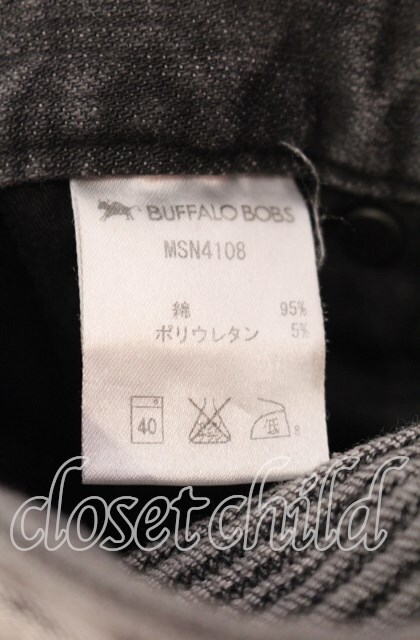 BUFFALO BOBS
MSN4108
綿 95%
ポリウレタン 5%
40
低
closet child